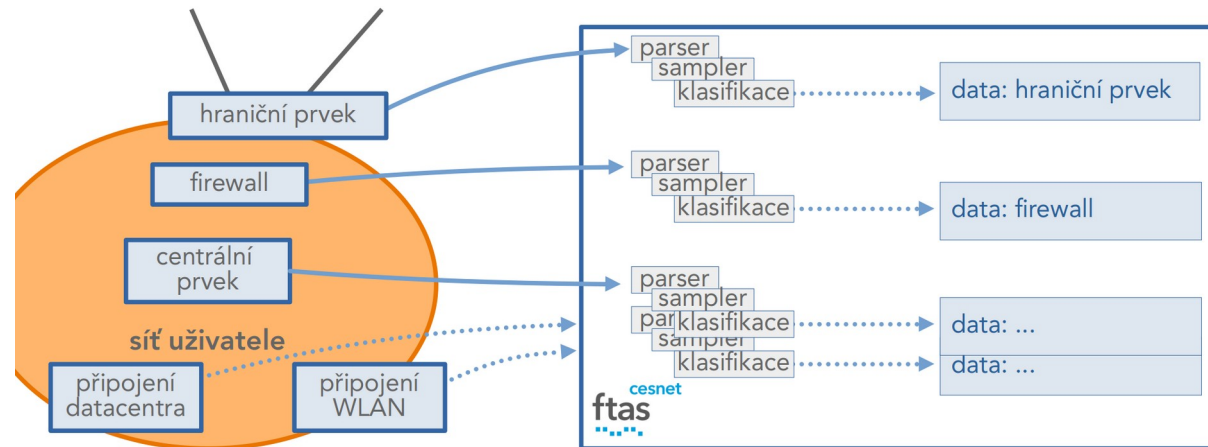 hraniční prvek
firewall
centrální
prvek
síť uživatele
připojení
datacentra
připojení
WLAN
parser
sampler
klasifikace
data: hraniční prvek
parser
sampler
klasifikace
data: firewall
parser
sampler
klasifikace
data: ...
klasifikace
data: ...
cesnet
ftas